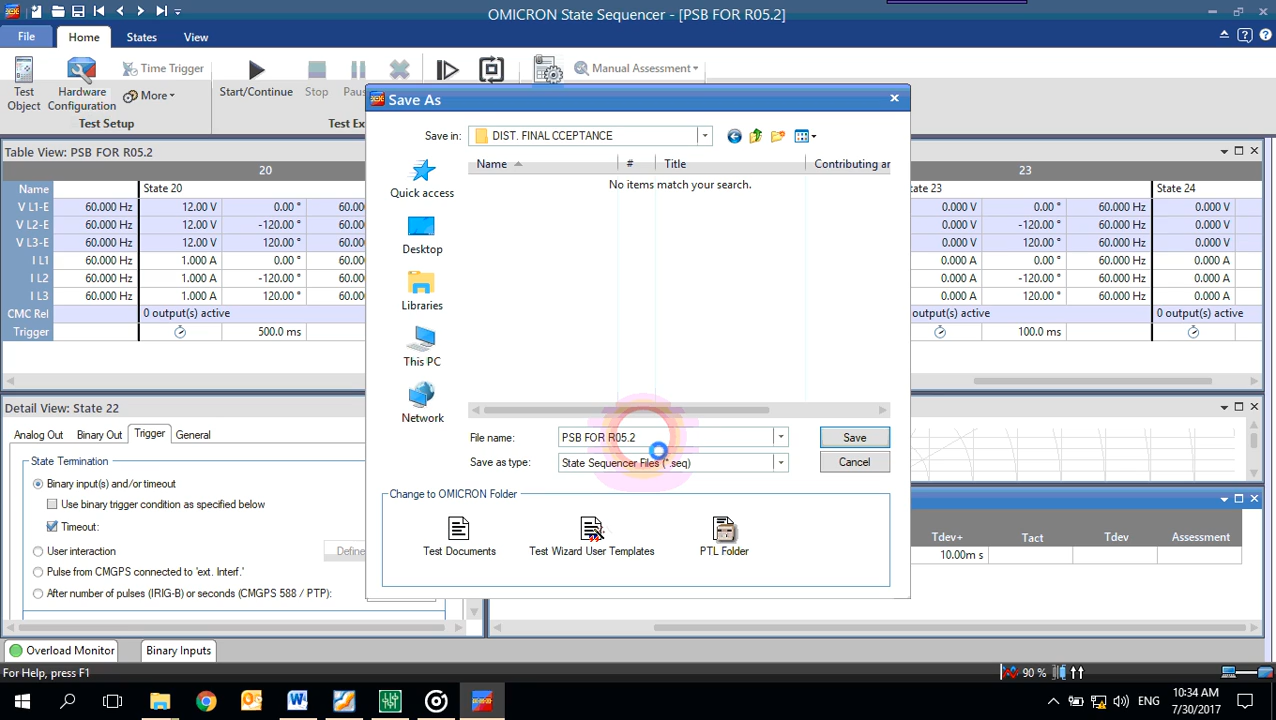 OMICRON State Sequencer - [PSB FOR R05.2]
File
Home
States
View
Test
Object
Hardware
Configuration
Time Trigger
More
Test Setup
Start/Continue
Stop
Manual Assessment
Save As
Save in:
DIST. FINAL CCEPTANCE
Name
#
Title
Contributing ar
No items match your search.
Quick access
Desktop
Libraries
This PC
Network
File name:
PSB FOR R05.2
Save
Save as type:
State Sequencer Files (*.seq)
Cancel
Change to OMICRON Folder
Test Documents
Test Wizard User Templates
PTL Folder
Table View: PSB FOR R05.2
20
23
Name
State 20
State 24
V L1-E 60.000 Hz 12.00 V 0.00 ° 0.000 V 0.00 ° 60.000 Hz 0.000 V
V L2-E 60.000 Hz 12.00 V -120.00 ° 0.000 V -120.00 ° 60.000 Hz 0.000 V
V L3-E 60.000 Hz 12.00 V 120.00 ° 0.000 V 120.00 ° 60.000 Hz 0.000 V
I L1 60.000 Hz 1.000 A 0.00 ° 0.000 A 0.00 ° 60.000 Hz 0.000 A
I L2 60.000 Hz 1.000 A -120.00 ° 0.000 A -120.00 ° 60.000 Hz 0.000 A
I L3 60.000 Hz 1.000 A 120.00 ° 0.000 A 120.00 ° 60.000 Hz 0.000 A
CMC Rel 0 output(s) active output(s) active 0 output(s) active
Trigger 500.0 ms 100.0 ms
Detail View: State 22
Analog Out
Binary Out
Trigger
General
State Termination
Binary input(s) and/or timeout
Use binary trigger condition as specified below
Timeout:
User interaction
Define
Pulse from CMGPS connected to 'ext. Interf.'
After number of pulses (IRIG-B) or seconds (CMGPS 588 / PTP):
Tdev+ Tact Tdev Assessment
10.00m s
Overload Monitor
Binary Inputs
For Help, press F1
90 %
ENG
10:34 AM
7/30/2017